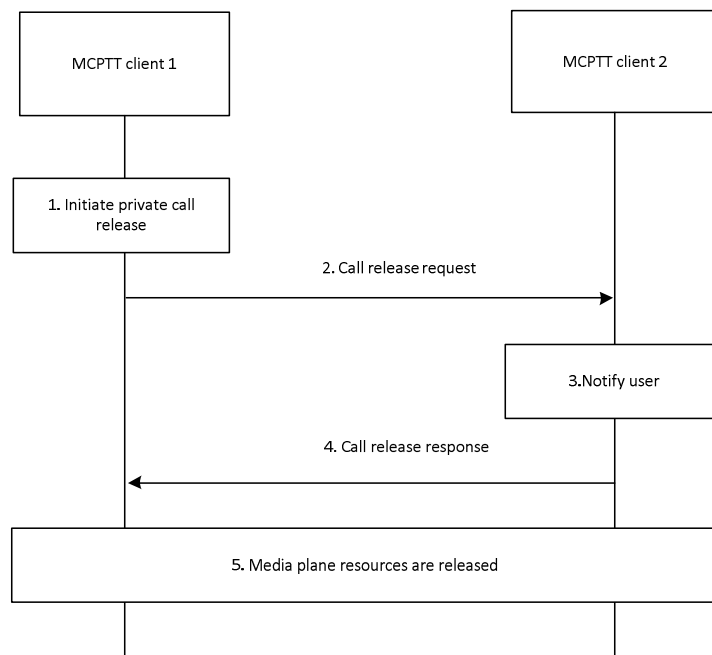 MCPTT client 1
MCPTT client 2
1. Initiate private call
release
2. Call release request
3.Notify user
4. Call release response
5. Media plane resources are released